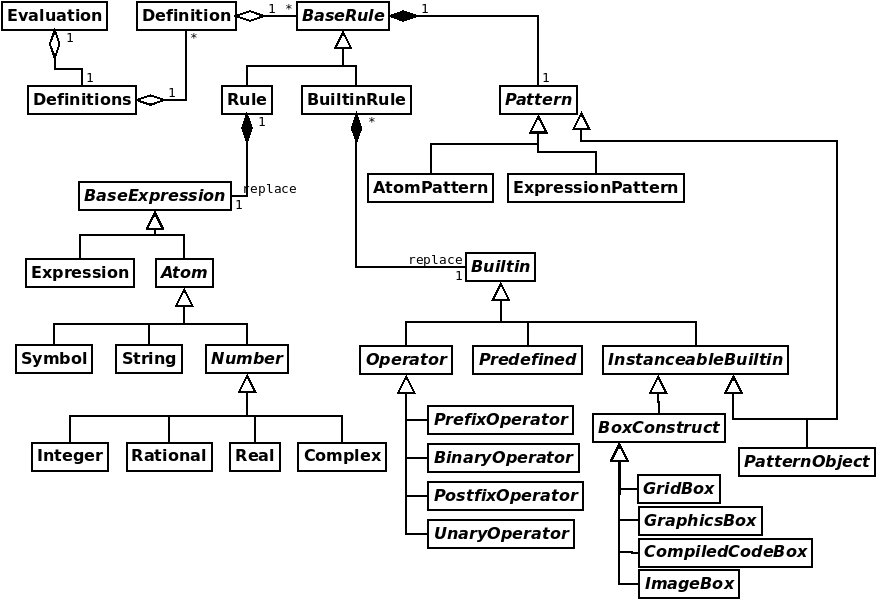 Evaluation
Definition
1
*
BaseRule
1
1
*
1
1
Definitions
1
Rule
BuiltinRule
Pattern
1
*
AtomPattern
ExpressionPattern
BaseExpression
replace
1
replace
1
Builtin
Expression
Atom
Symbol
String
Number
Operator
Predefined
InstanceableBuiltin
PrefixOperator
BoxConstruct
Integer
Rational
Real
Complex
BinaryOperator
PatternObject
PostfixOperator
GridBox
UnaryOperator
GraphicsBox
CompiledCodeBox
ImageBox